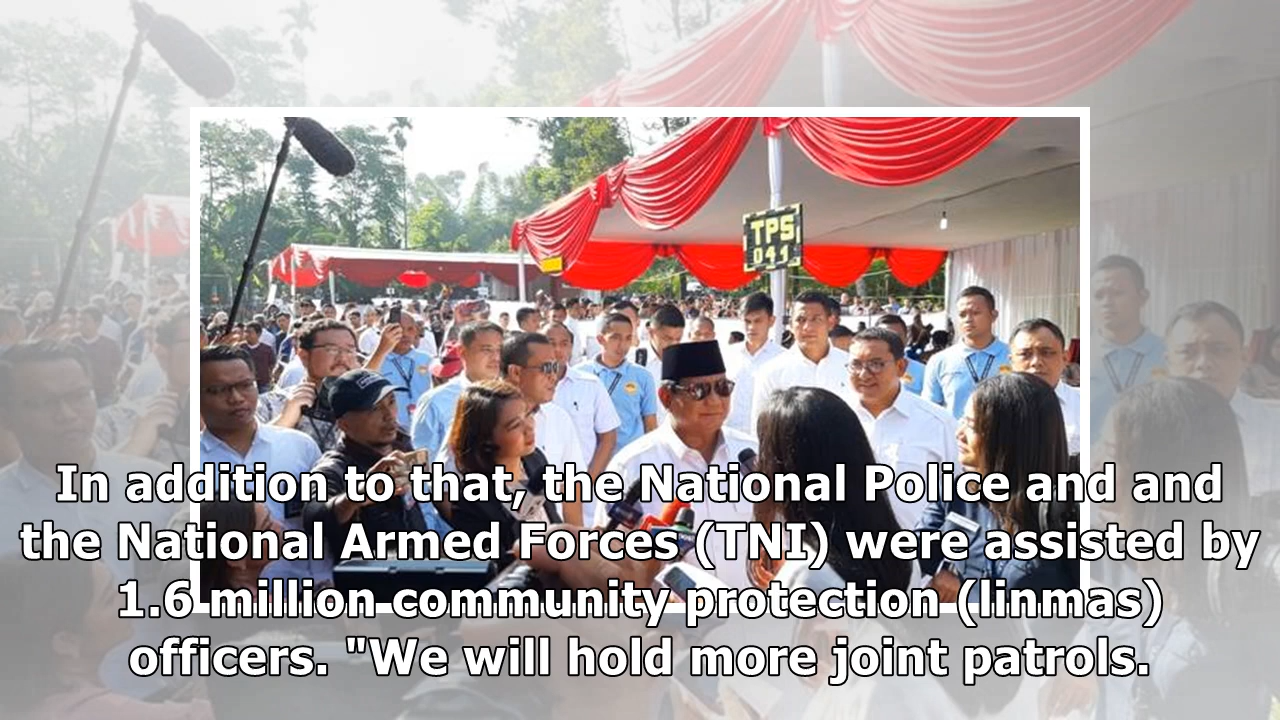 TPS
041
In addition to that, the National Police and and
the National Armed Forces (TNI) were assisted by
1.6 million community protection (linmas)
officers. "We will hold more joint patrols.